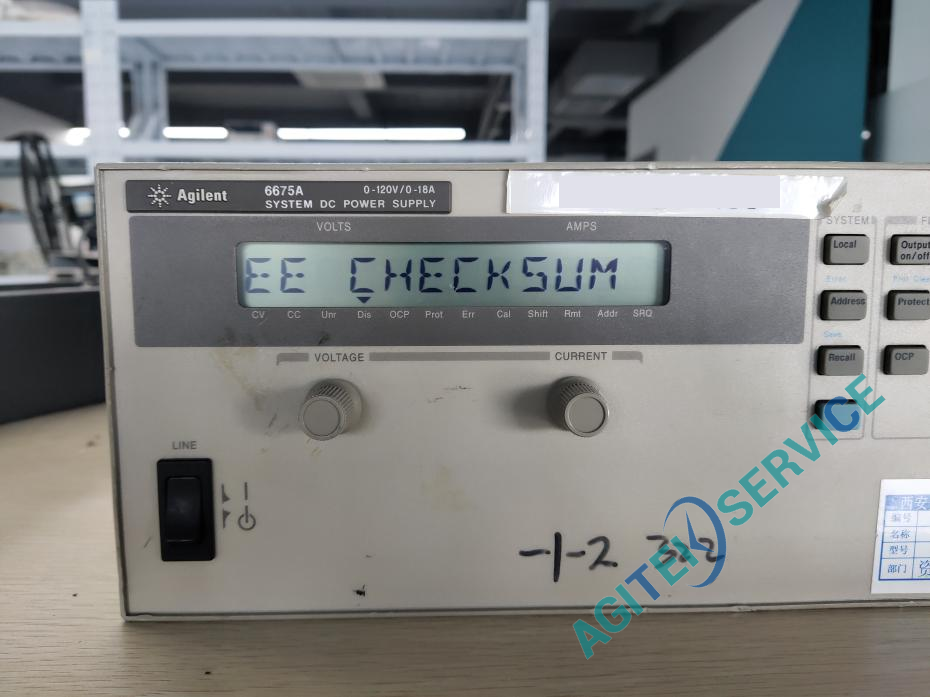 Agilent
6675A 0-120V/0-18A
SYSTEM DC POWER SUPPLY
VOLTS AMPS
EE CHECKSUM
CV CC Unr Dis OCP Prot Err Cal Shift Rmt Addr SRQ
VOLTAGE CURRENT
LINE
SYSTEM
Local
Output
on/off
Error
Address
Protect
Save
Recall
OCP
-1-2 322
西安
编号
名称
型号
部门
AGITEK SERVICE